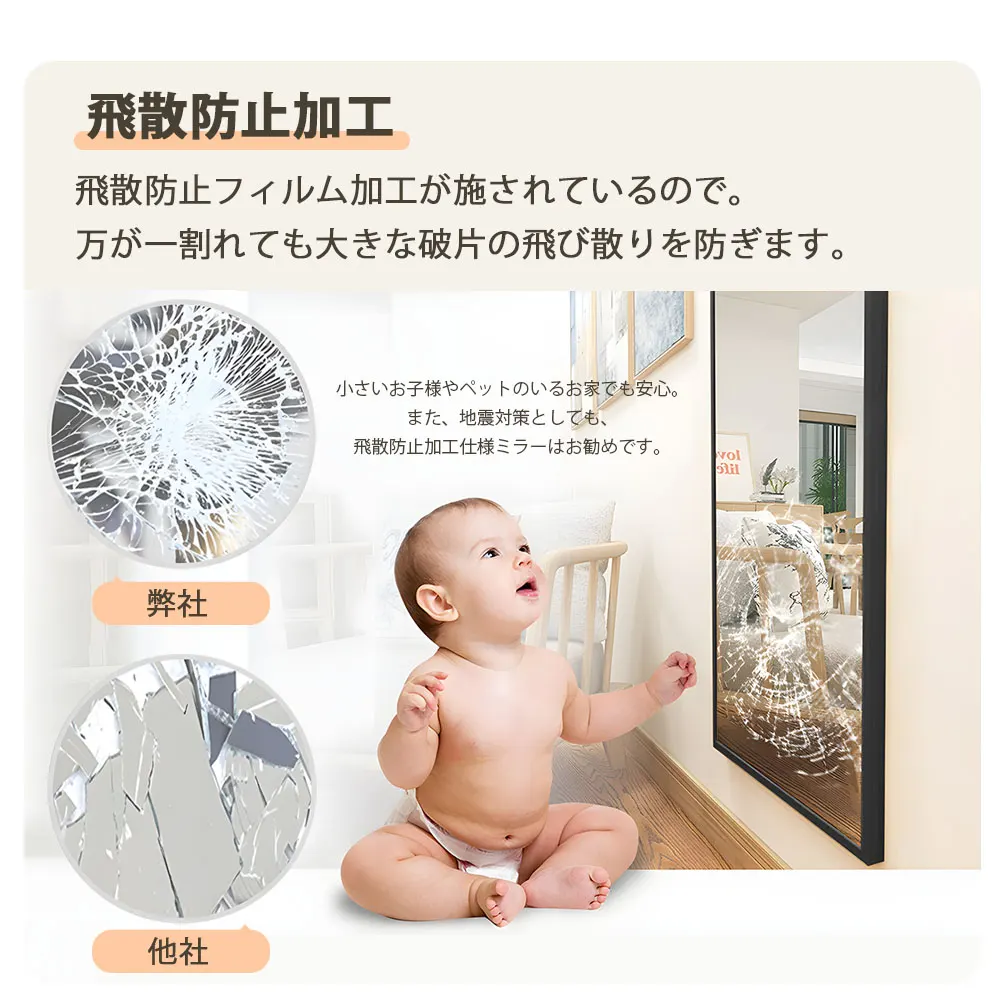 飛散防止加工
飛散防止フィルム加工が施されているので。
万が一割れても大きな破片の飛び散りを防ぎます。
小さいお子様やペットのいるお家でも安心。
また、地震対策としても、
飛散防止加工仕様ミラーはお勧めです。
love
life
弊社
他社